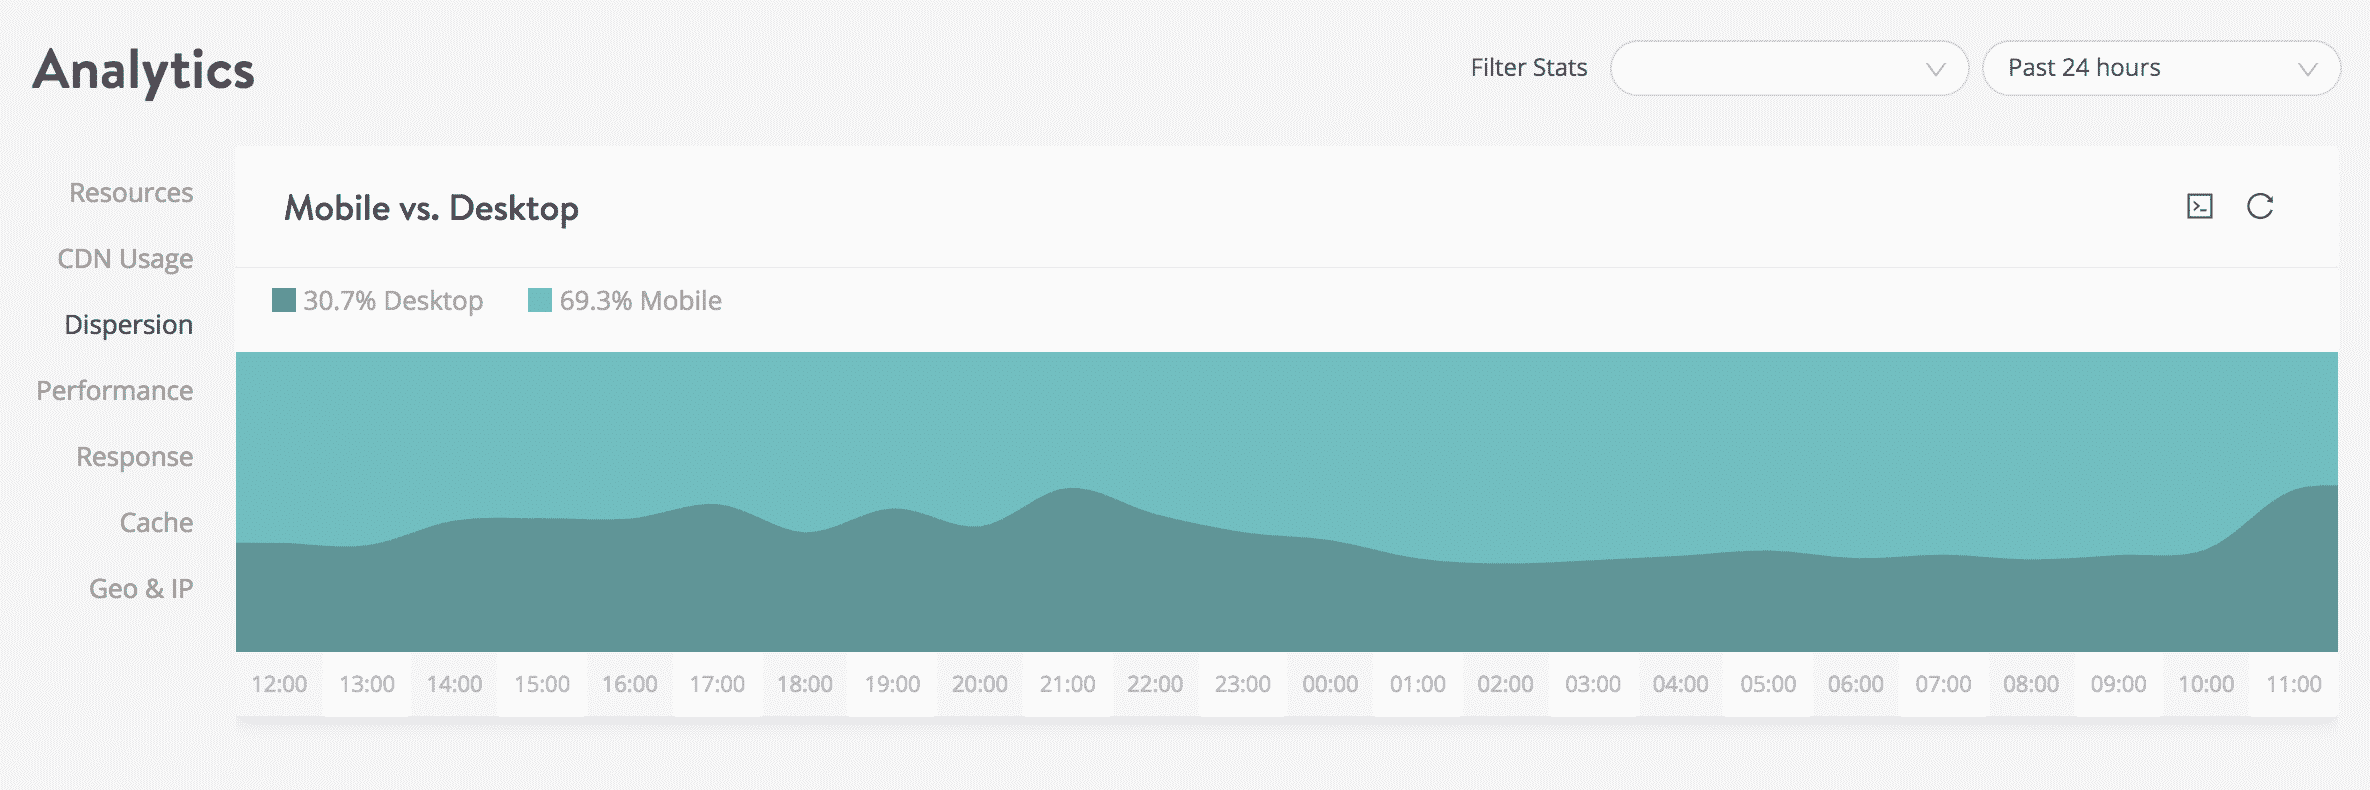 Analytics
Filter Stats
Past 24 hours
Resources
CDN Usage
Dispersion
Performance
Response
Cache
Geo & IP
Mobile vs. Desktop
30.7% Desktop 69.3% Mobile
12:00 13:00 14:00 15:00 16:00 17:00 18:00 19:00 20:00 21:00 22:00 23:00 00:00 01:00 02:00 03:00 04:00 05:00 06:00 07:00 08:00 09:00 10:00 11:00